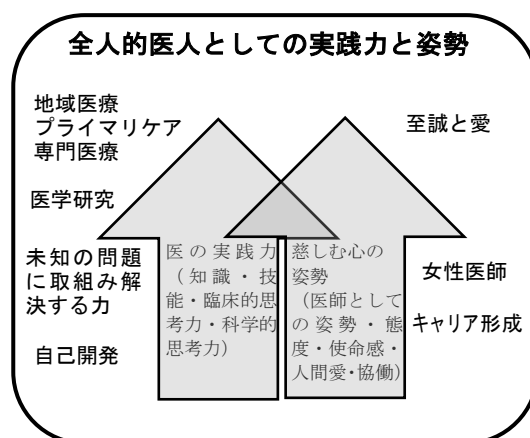 全人的医人としての実践力と姿勢
地域医療
プライマリケア
専門医療
医学研究
未知の問題
に取組み解
決する力
自己開発
医の実践力
（知識・技
能・臨床的思
考力・科学的
思考力）
慈しむ心の
姿勢
（医師として
の姿勢・態
度・使命感・
人間愛・協働）
至誠と愛
女性医師
キャリア形成